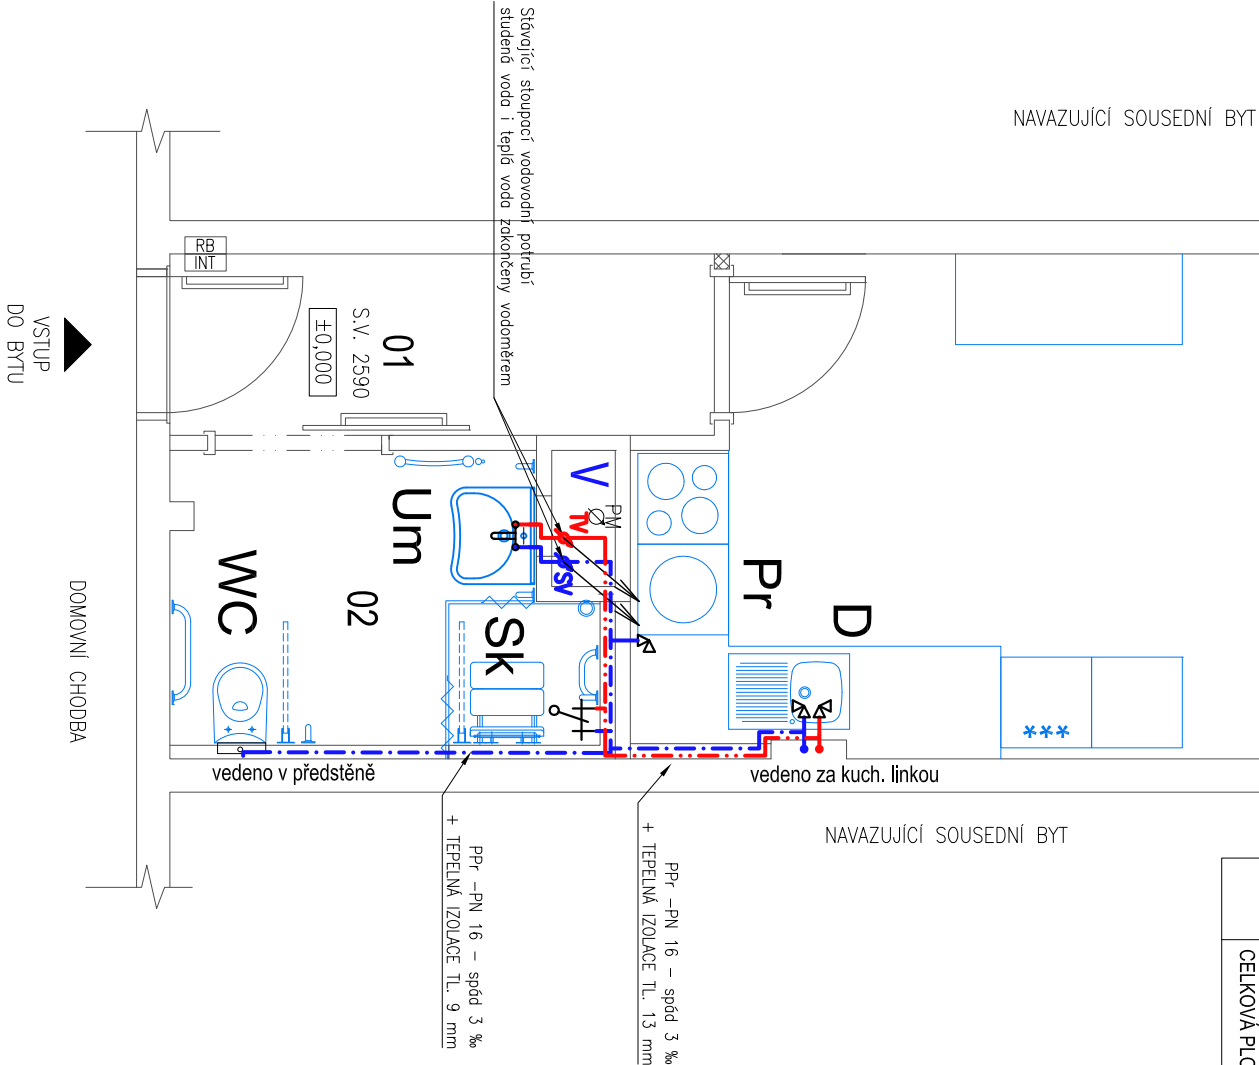 NAVAZUJÍCÍ SOUSEDNÍ BYT
Stávající stoupací vodovodní potrubí
studená voda i teplá voda zakončeny vodoměrem
RB
INT
VSTUP
DO BYTU
01
S.V. 2590
±0,000
V
PM
TV
SV
Um
WC
02
Sk
Pr
D
***
DOMOVNÍ CHODBA
vedeno v předstěně
vedeno za kuch. linkou
NAVAZUJÍCÍ SOUSEDNÍ BYT
PPr -PN 16 - spád 3 ‰
+ TEPELNÁ IZOLACE TL. 9 mm
PPr -PN 16 - spád 3 ‰
+ TEPELNÁ IZOLACE TL. 13 mm